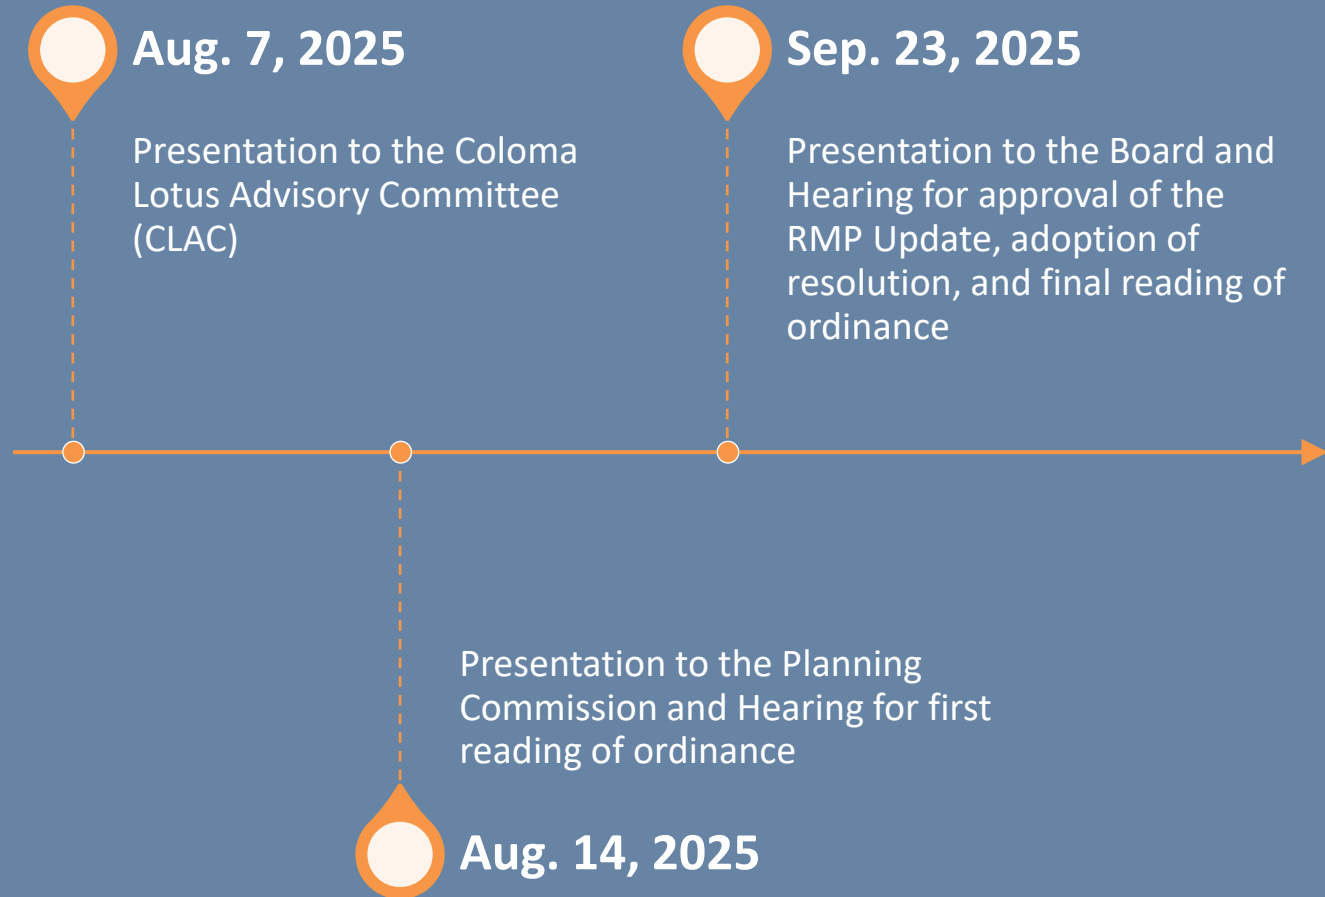 Aug. 7, 2025
Presentation to the Coloma
Lotus Advisory Committee
(CLAC)
Sep. 23, 2025
Presentation to the Board and
Hearing for approval of the
RMP Update, adoption of
resolution, and final reading of
ordinance
Presentation to the Planning
Commission and Hearing for first
reading of ordinance
Aug. 14, 2025